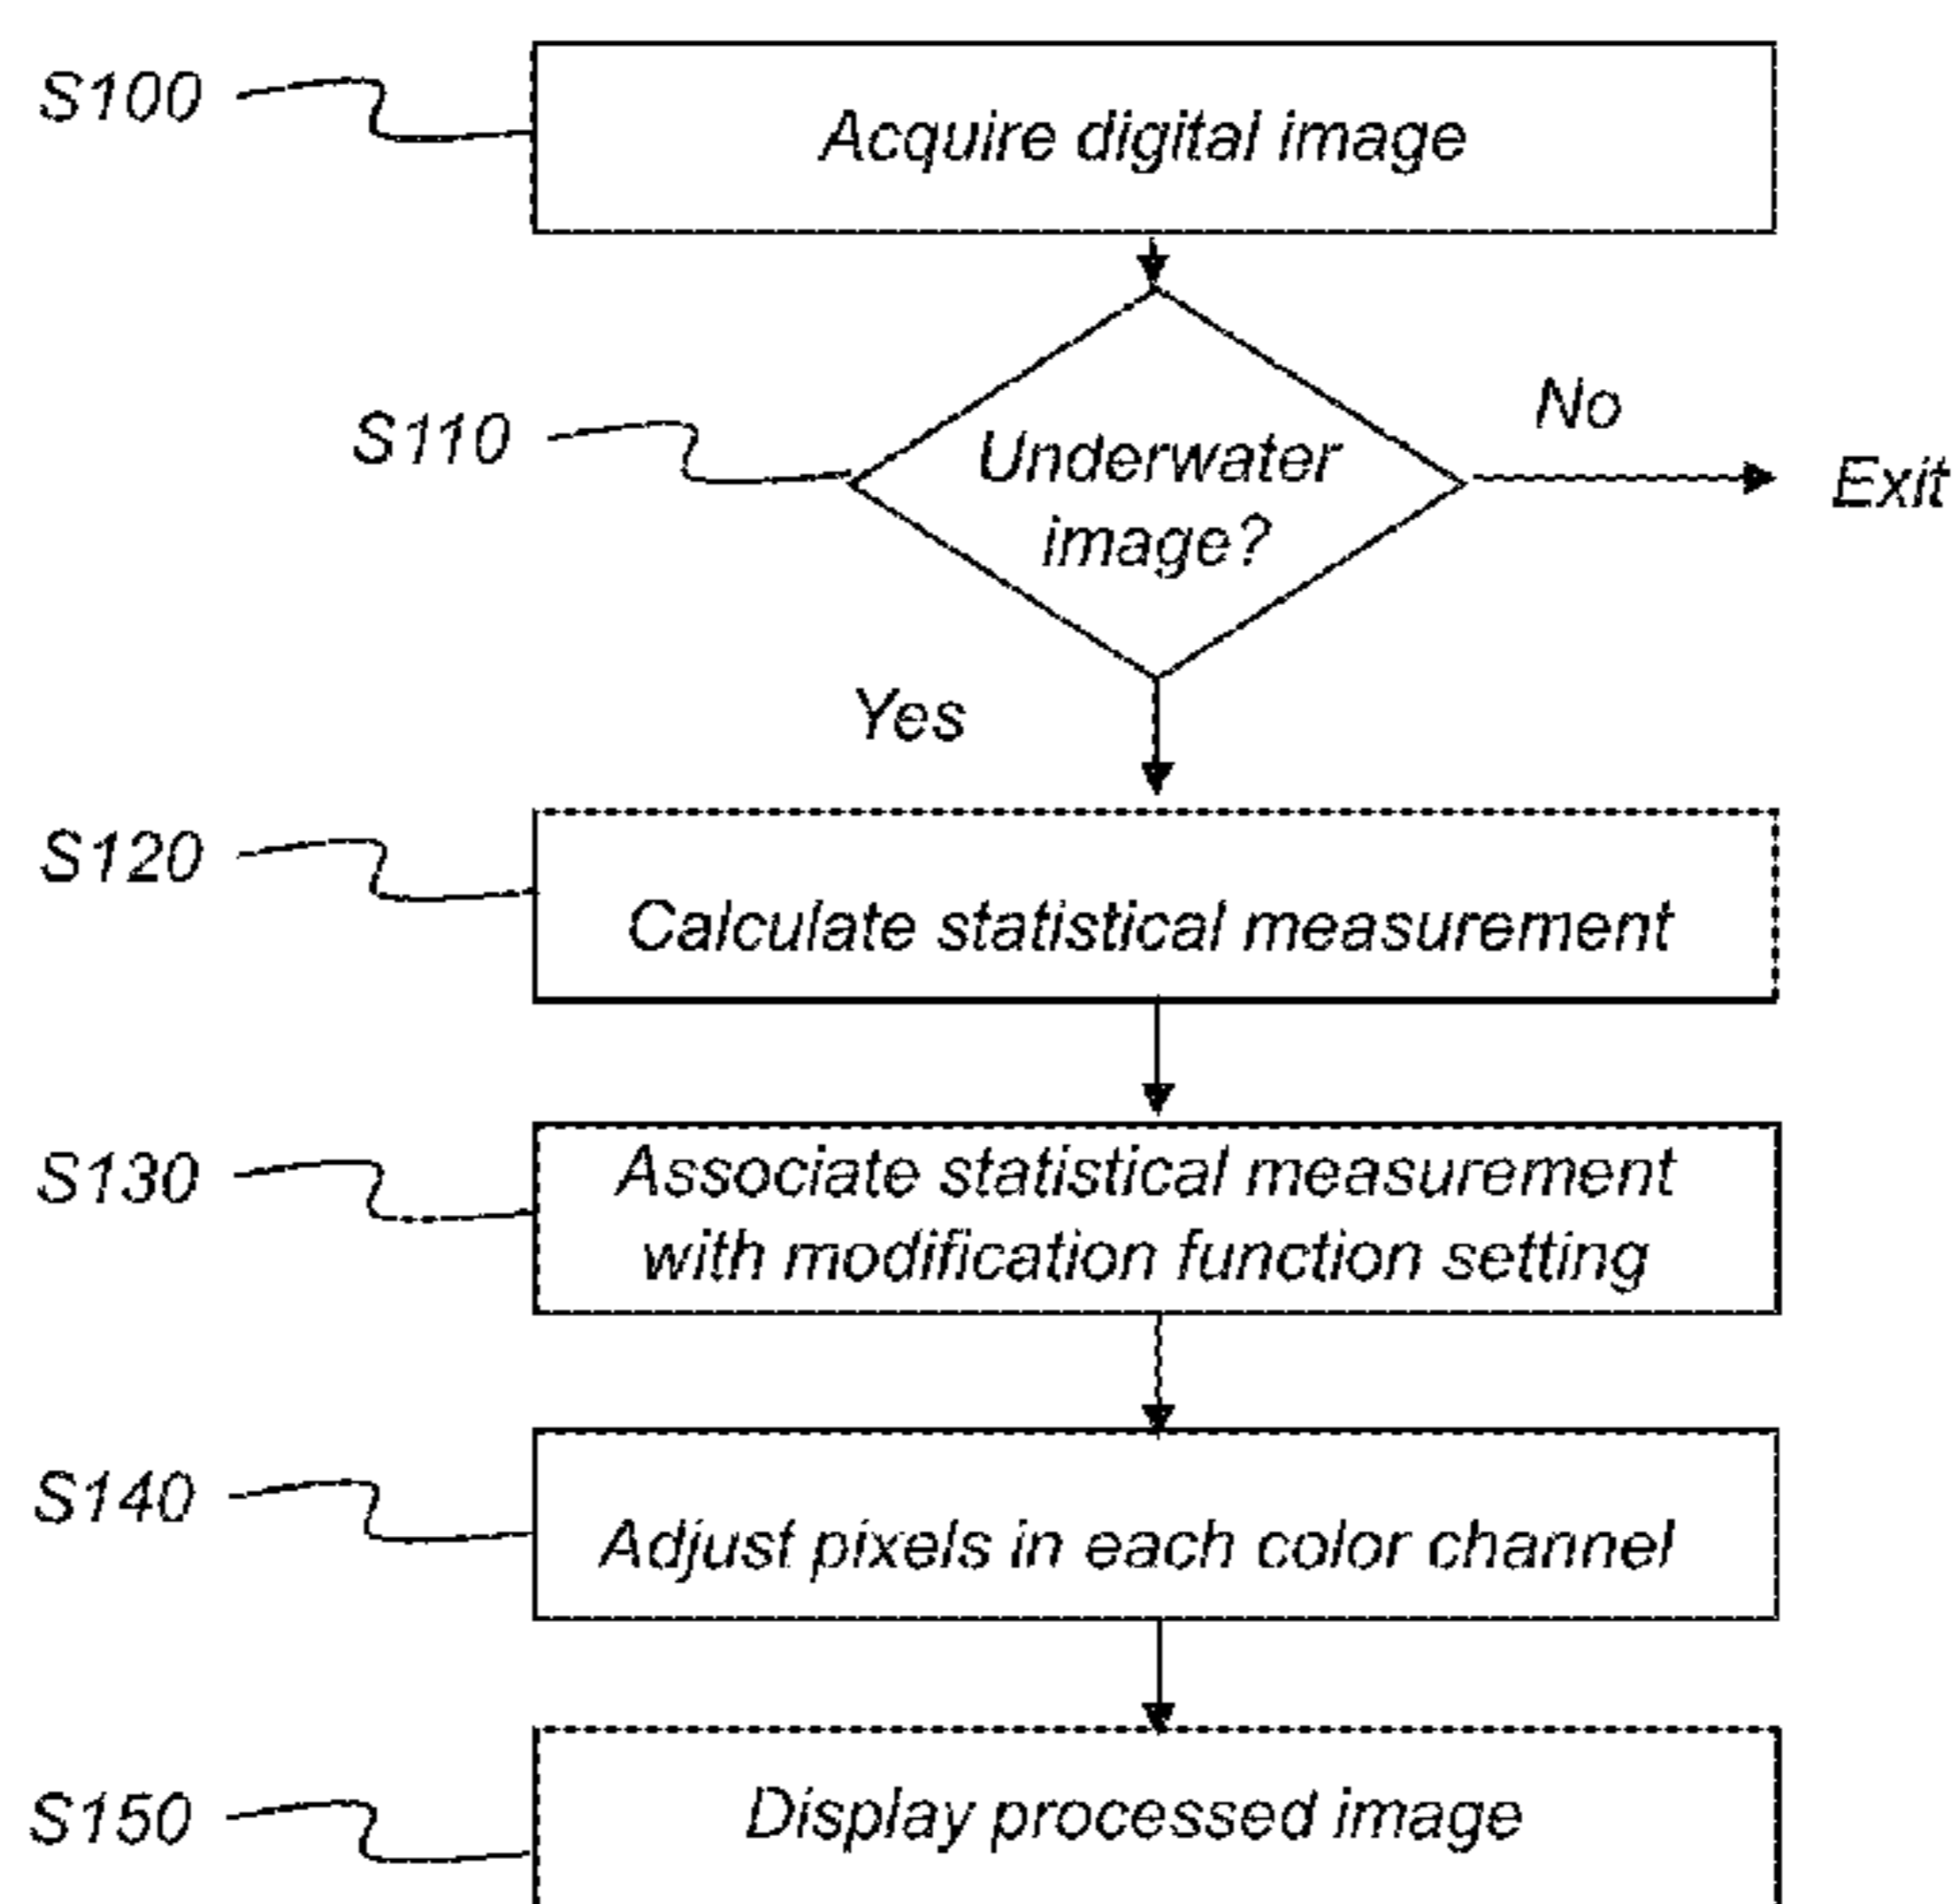 S100
Acquire digital image
S110
Underwater
image?
No
Exit
Yes
S120
Calculate statistical measurement
S130
Associate statistical measurement
with modification function setting
S140
Adjust pixels in each color channel
S150
Display processed image